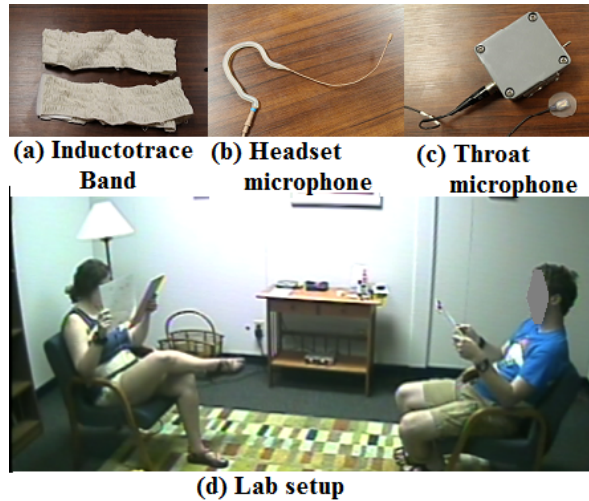 (a) Inductotrace
Band
(b) Headset
microphone
(c) Throat
microphone
(d) Lab setup